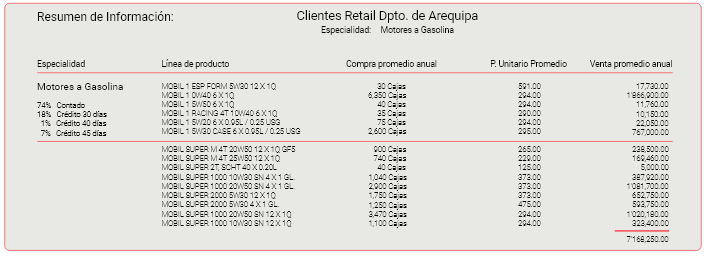 Resumen de Información:
Clientes Retail Dpto. de Arequipa
Especialidad: Motores a Gasolina
Especialidad Línea de producto Compra promedio anual P. Unitario Promedio Venta promedio anual
Motores a Gasolina MOBIL 1 ESP FORM 5W30 12 X 1Q 30 Cajas 591.00 17,730.00
MOBIL 1 0W40 6 X 1Q 6,350 Cajas 294.00 1'866,900.00
74% Contado MOBIL 1 5W50 6 X 1Q 40 Cajas 294.00 11,760.00
18% Crédito 30 días MOBIL 1 RACING 4T 10W40 6 X 1Q 35 Cajas 290.00 10,150.00
1% Crédito 40 días MOBIL 1 5W20 6 X 0.95L / 0.25 USG 75 Cajas 294.00 22,050.00
7% Crédito 45 días MOBIL 1 5W30 CASE 6 X 0.95L / 0.25 USG 2,600 Cajas 295.00 767,000.00
MOBIL SUPER M 4T 20W50 12 X 1Q GF5 900 Cajas 265.00 238,500.00
MOBIL SUPER M 4T 25W50 12 X 1Q 740 Cajas 229.00 169,460.00
MOBIL SUPER 2T, SCHT 40 X 0.20L 40 Cajas 125.00 5,000.00
MOBIL SUPER 1000 10W30 SN 4 X 1 GL. 1,040 Cajas 373.00 387,920.00
MOBIL SUPER 1000 20W50 SN 4 X 1 GL. 2,900 Cajas 373.00 1'081,700.00
MOBIL SUPER 2000 5W30 12 X 1Q 1,750 Cajas 373.00 652,750.00
MOBIL SUPER 2000 5W30 4 X 1 GL. 1,250 Cajas 475.00 593,750.00
MOBIL SUPER 1000 20W50 SN 12 X 1Q 3,470 Cajas 294.00 1'020,180.00
MOBIL SUPER 1000 10W30 SN 12 X 1Q 1,100 Cajas 294.00 323,400.00
7'168,250.00